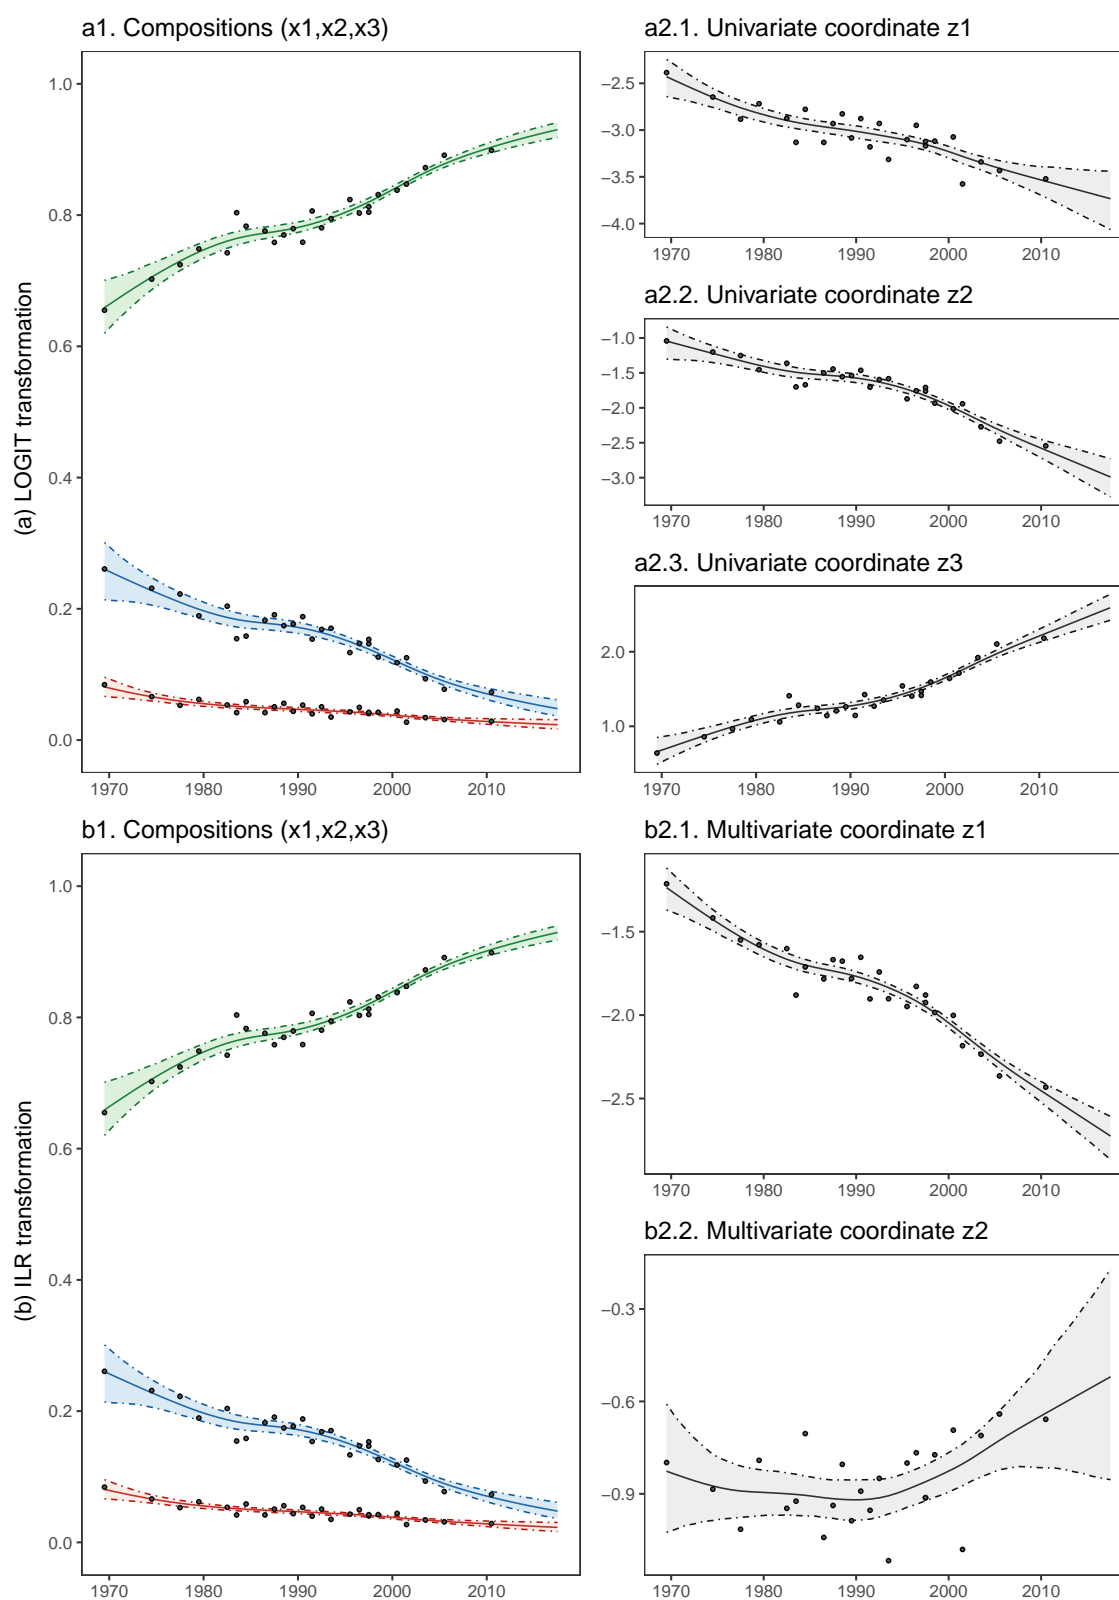 a1. Compositions (x1,x2,x3)
(a) LOGIT transformation
1.0
0.8
0.6
0.4
0.2
0.0
1970 1980 1990 2000 2010
a2.1. Univariate coordinate z1
−2.5
−3.0
−3.5
−4.0
1970 1980 1990 2000 2010
a2.2. Univariate coordinate z2
−1.0
−1.5
−2.0
−2.5
−3.0
1970 1980 1990 2000 2010
a2.3. Univariate coordinate z3
2.0
1.0
1970 1980 1990 2000 2010
b1. Compositions (x1,x2,x3)
(b) ILR transformation
1.0
0.8
0.6
0.4
0.2
0.0
1970 1980 1990 2000 2010
b2.1. Multivariate coordinate z1
−1.5
−2.0
−2.5
1970 1980 1990 2000 2010
b2.2. Multivariate coordinate z2
−0.3
−0.6
−0.9
1970 1980 1990 2000 2010